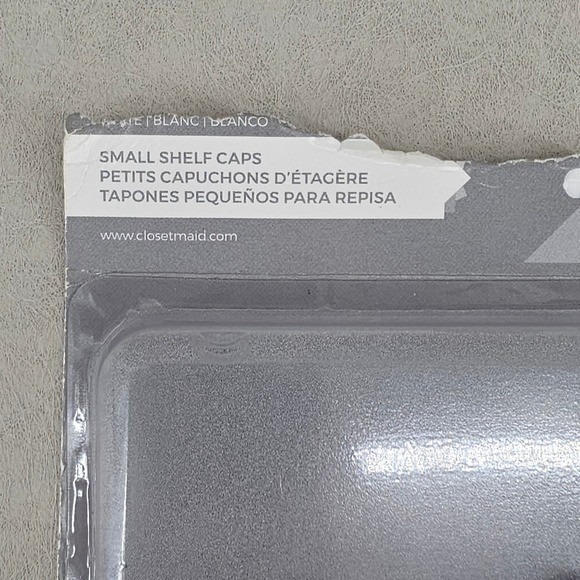 | BLANC | BLANCO
SMALL SHELF CAPS
PETITS CAPUCHONS D'ÉTAGÈRE
TAPONES PEQUEÑOS PARA REPISA
www.closetmaid.com